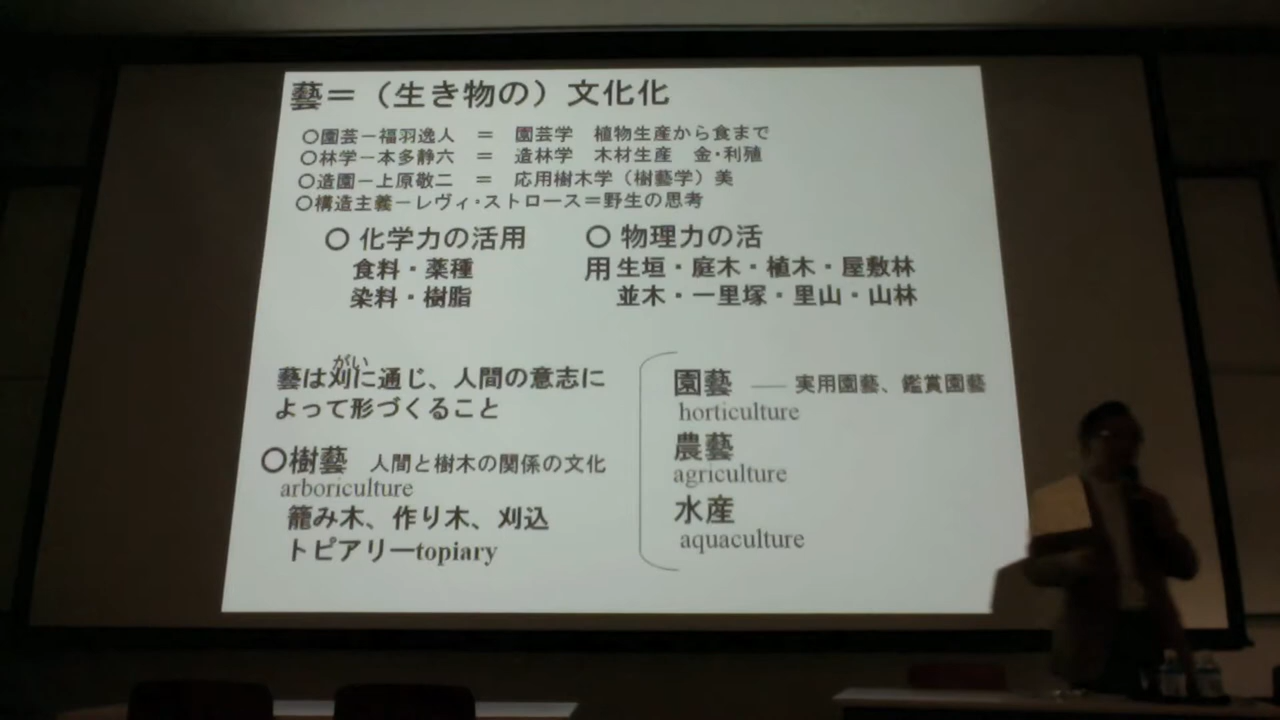 藝＝（生き物の）文化化
○園芸－福羽逸人　＝　園芸学　植物生産から食まで
○林学－本多静六　＝　造林学　木材生産　金・利殖
○造園－上原敬二　＝　応用樹木学（樹藝学）美
○構造主義－レヴィ・ストロース＝野生の思考
○ 化学力の活用
食料・薬種
染料・樹脂
○ 物理力の活
用生垣・庭木・植木・屋敷林
並木・一里塚・里山・山林
がい
藝は刈に通じ、人間の意志に
よって形づくること
○樹藝　人間と樹木の関係の文化
arboriculture
籠み木、作り木、刈込
トピアリーtopiary
園藝 ― 実用園藝、鑑賞園藝
horticulture
農藝
agriculture
水産
aquaculture